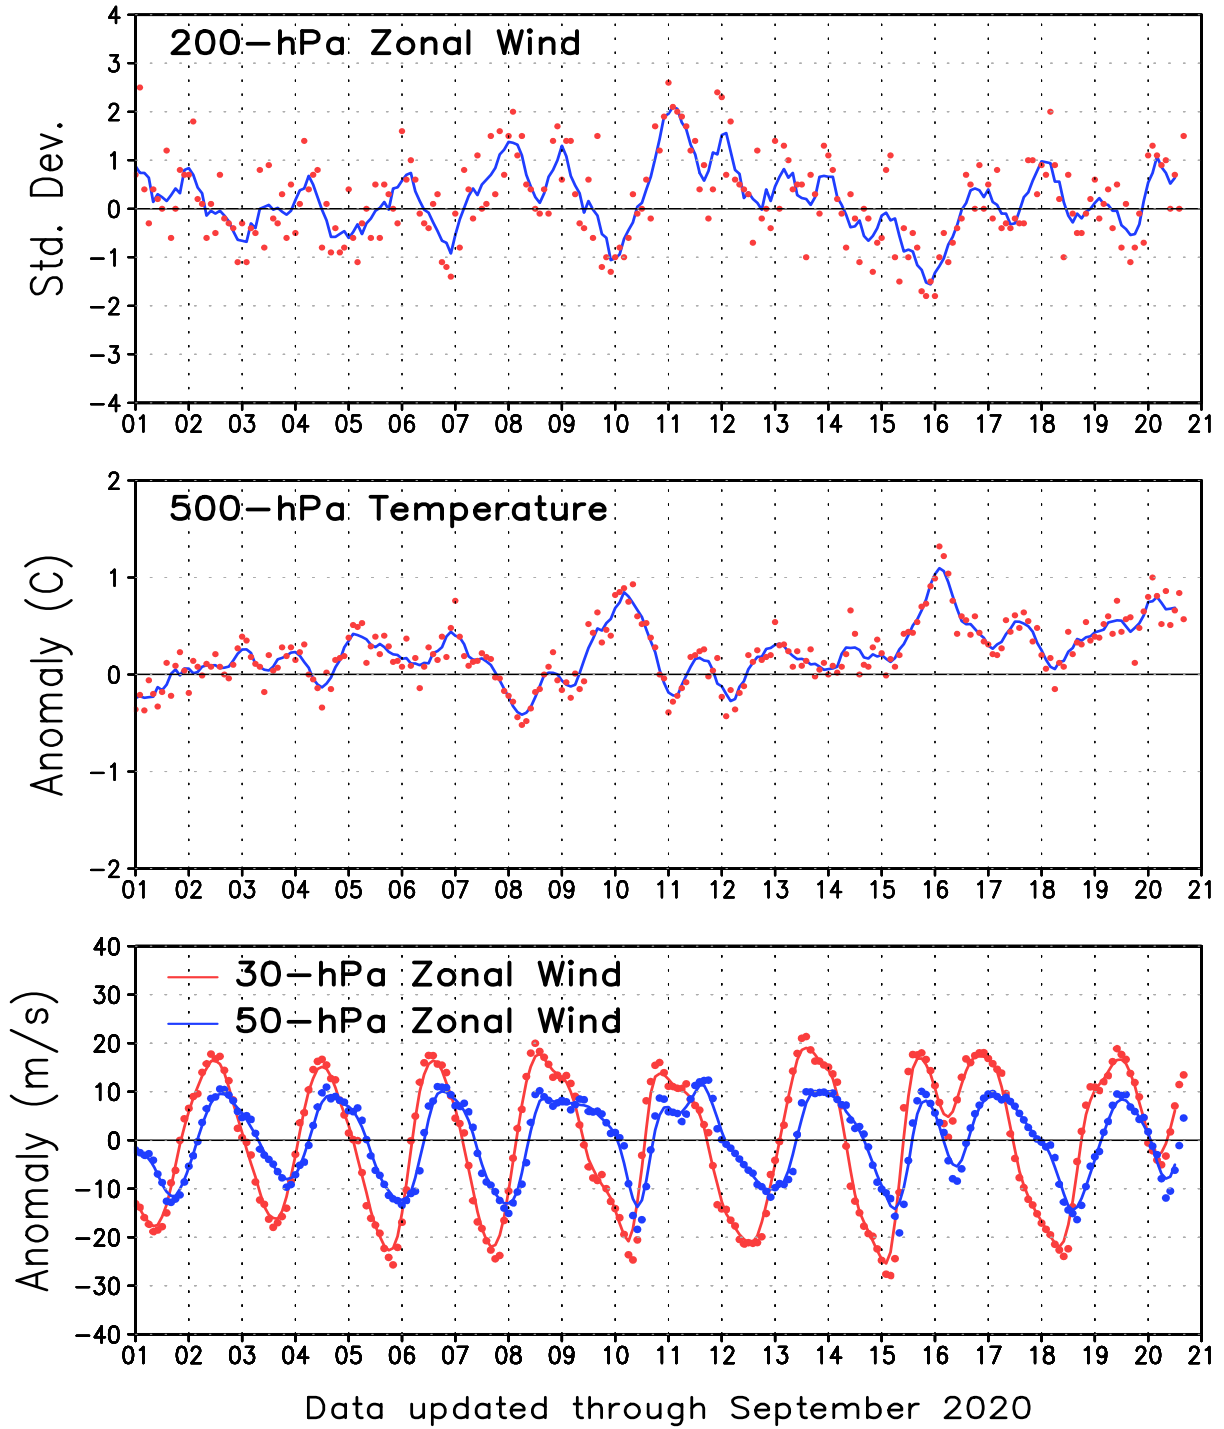 200-hPa Zonal Wind
Std. Dev.
4
3
2
1
0
-1
-2
-3
-4
01 02 03 04 05 06 07 08 09 10 11 12 13 14 15 16 17 18 19 20 21
500-hPa Temperature
Anomaly (C)
2
1
0
-1
-2
01 02 03 04 05 06 07 08 09 10 11 12 13 14 15 16 17 18 19 20 21
30-hPa Zonal Wind
50-hPa Zonal Wind
Anomaly (m/s)
40
30
20
10
0
-10
-20
-30
-40
01 02 03 04 05 06 07 08 09 10 11 12 13 14 15 16 17 18 19 20 21
Data updated through September 2020